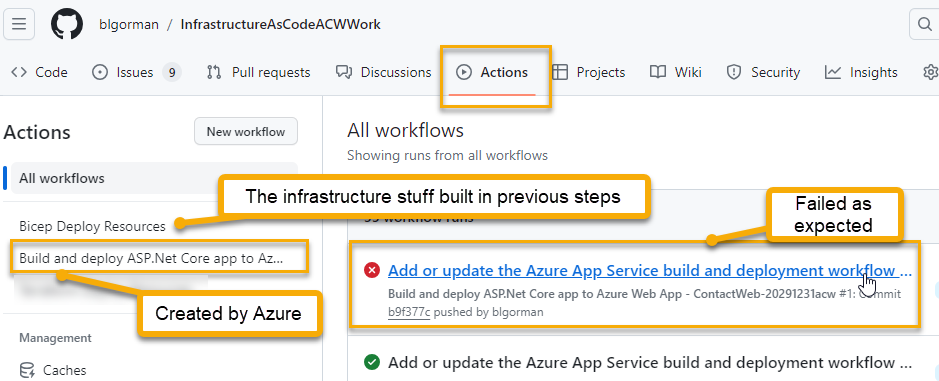 blgorman / InfrastructureAsCodeACWWork
Code Issues 9 Pull requests Discussions Actions Projects Wiki Security Insights
Actions
New workflow
All workflows
Showing runs from all workflows
All workflows
The infrastructure stuff built in previous steps
Failed as
expected
workflow runs
Bicep Deploy Resources
Build and deploy ASP.Net Core app to Az...
Created by Azure
Add or update the Azure App Service build and deployment workflow ...
Build and deploy ASP.Net Core app to Azure Web App - ContactWeb-20291231acw #1: Commit
b9f377c pushed by blgorman
Management
Caches
Add or update the Azure App Service build and deployment workflow ...